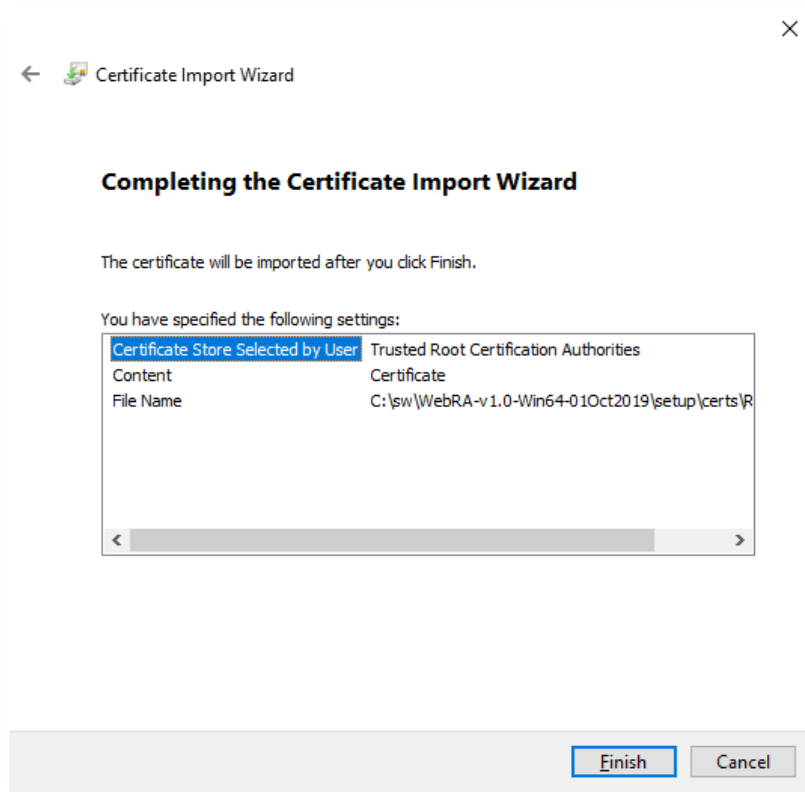 Certificate Import Wizard
Completing the Certificate Import Wizard
The certificate will be imported after you click Finish.
You have specified the following settings:
Certificate Store Selected by User Trusted Root Certification Authorities
Content Certificate
File Name C:\sw\WebRA-v1.0-Win64-01Oct2019\setup\certs\R
Finish Cancel